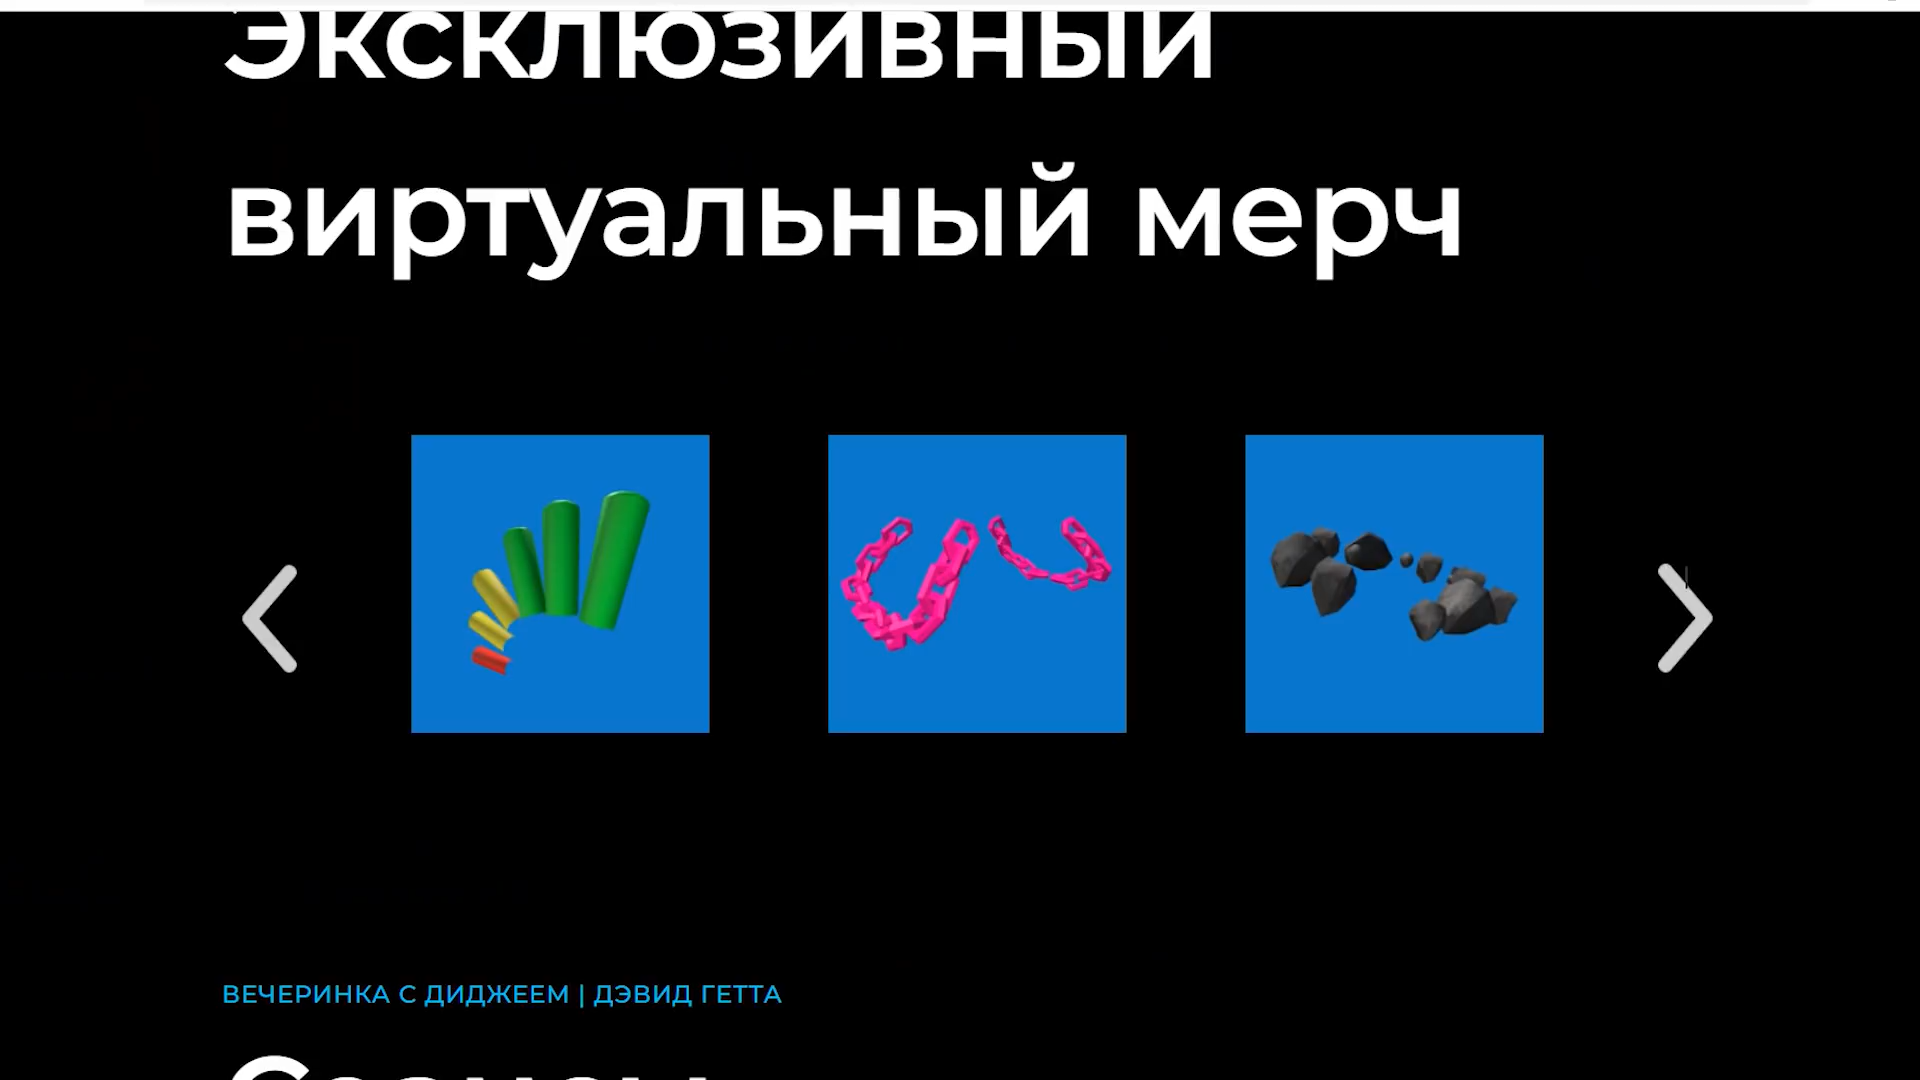 Эксклюзивный
виртуальный мерч
ВЕЧЕРИНКА С ДИДЖЕЕМ | ДЭВИД ГЕТТА